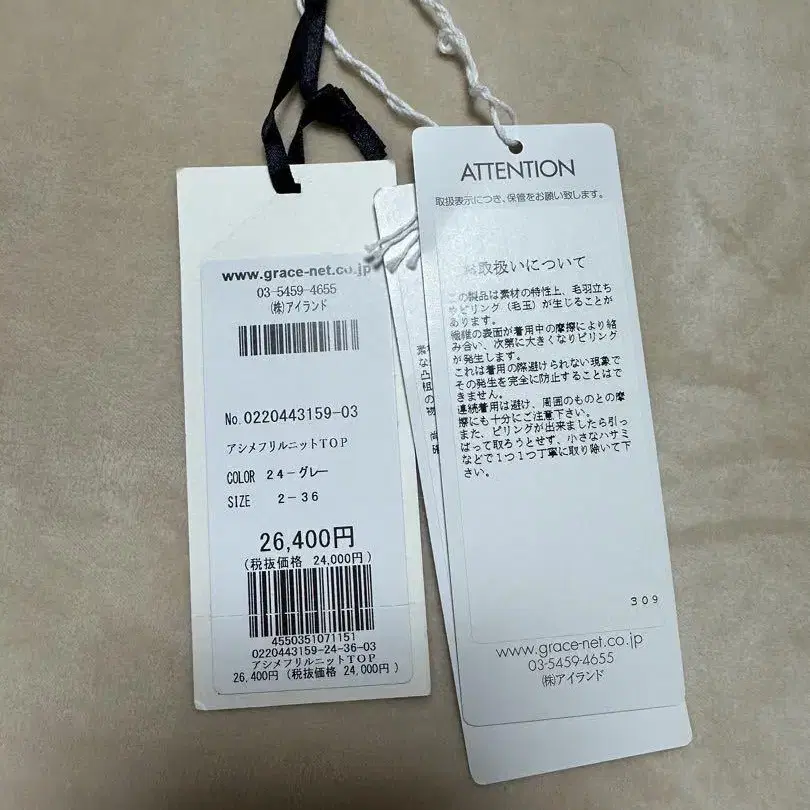 www.grace-net.co.jp
03-5459-4655
(株)アイランド
No.0220443159-03
アシメフリルニットTOP
COLOR 24-グレー
SIZE 2-36
26,400円
(税抜価格 24,000円)
4550351071151
0220443159-24-36-03
アシメフリルニットTOP
26,400円 (税抜価格 24,000円)
ATTENTION
取扱表示につき、保管をお願い致します。
お取扱いについて
この製品は素材の特性上、毛羽立ち
やピリング(毛玉)が生じることが
あります。
繊維の表面が着用中の摩擦により絡
み合い、次第に大きくなりピリング
が発生します。
これは着用の際避けられない現象で
その発生を完全に防止することはで
きません。
連続着用は避け、周囲のものとの摩
擦にも十分にご注意下さい。
また、ピリングが出来ましたら引っ
ぱって取ろうとせず、小さなハサミ
などで1つ1つ丁寧に取り除いて下
さい。
309
www.grace-net.co.jp
03-5459-4655
(株)アイランド